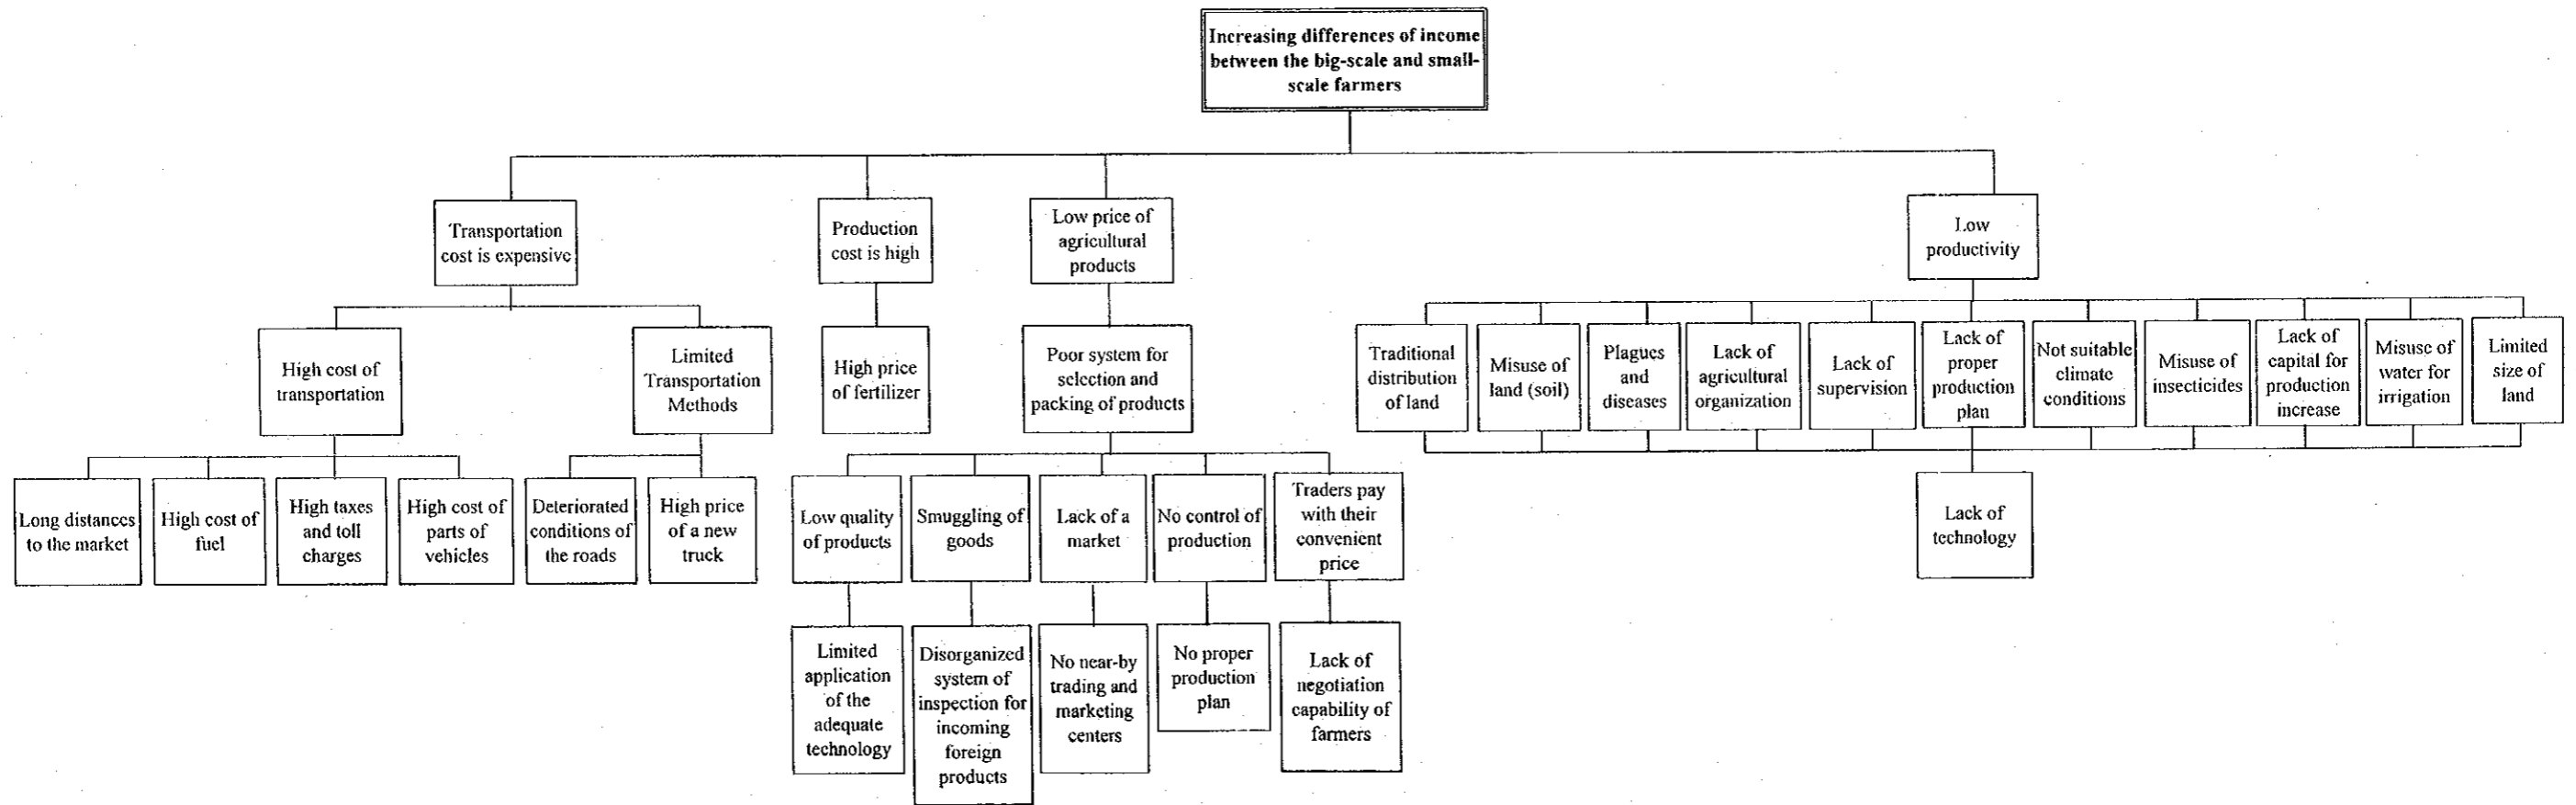 Increasing differences of income
between the big-scale and small-
scale farmers
Transportation
cost is expensive
Production
cost is high
Low price of
agricultural
products
Low
productivity
High cost of
transportation
Limited
Transportation
Methods
High price
of fertilizer
Poor system for
selection and
packing of products
Traditional
distribution
of land
Misuse of
land (soil)
Plagues
and
diseases
Lack of
agricultural
organization
Lack of
supervision
Lack of
proper
production
plan
Not suitable
climate
conditions
Misuse of
insecticides
Lack of
capital for
production
increase
Misuse of
water for
irrigation
Limited
size of
land
Long distances
to the market
High cost of
fuel
High taxes
and toll
charges
High cost of
parts of
vehicles
Deteriorated
conditions of
the roads
High price
of a new
truck
Low quality
of products
Smuggling of
goods
Lack of a
market
No control of
production
Traders pay
with their
convenient
price
Lack of
technology
Limited
application
of the
adequate
technology
Disorganized
system of
inspection for
incoming
foreign
products
No near-by
trading and
marketing
centers
No proper
production
plan
Lack of
negotiation
capability of
farmers